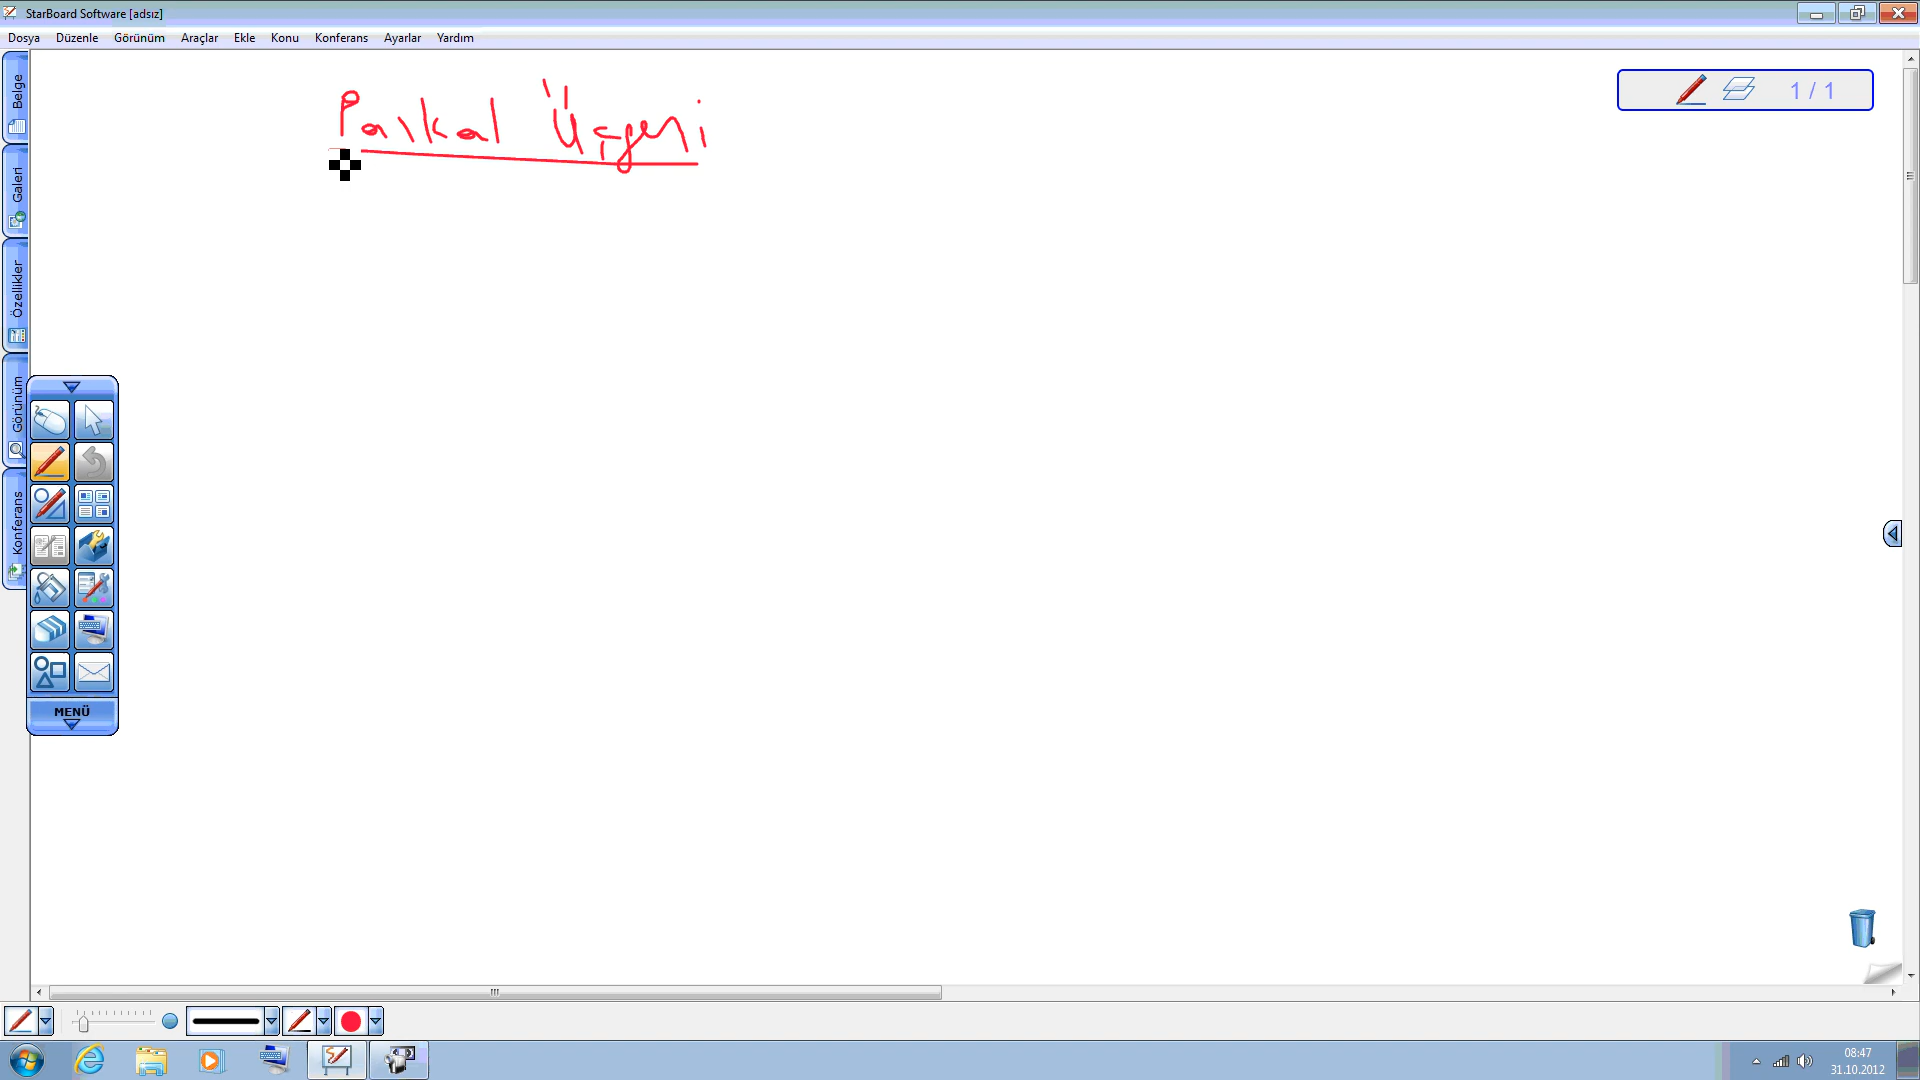 StarBoard Software [adsız]
Dosya Düzenle Görünüm Araçlar Ekle Konu Konferans Ayarlar Yardım
Paskal Üçgeni
1 / 1
Belge
Galeri
Özellikler
Görünüm
Konferans
MENÜ
08:47
31.10.2012